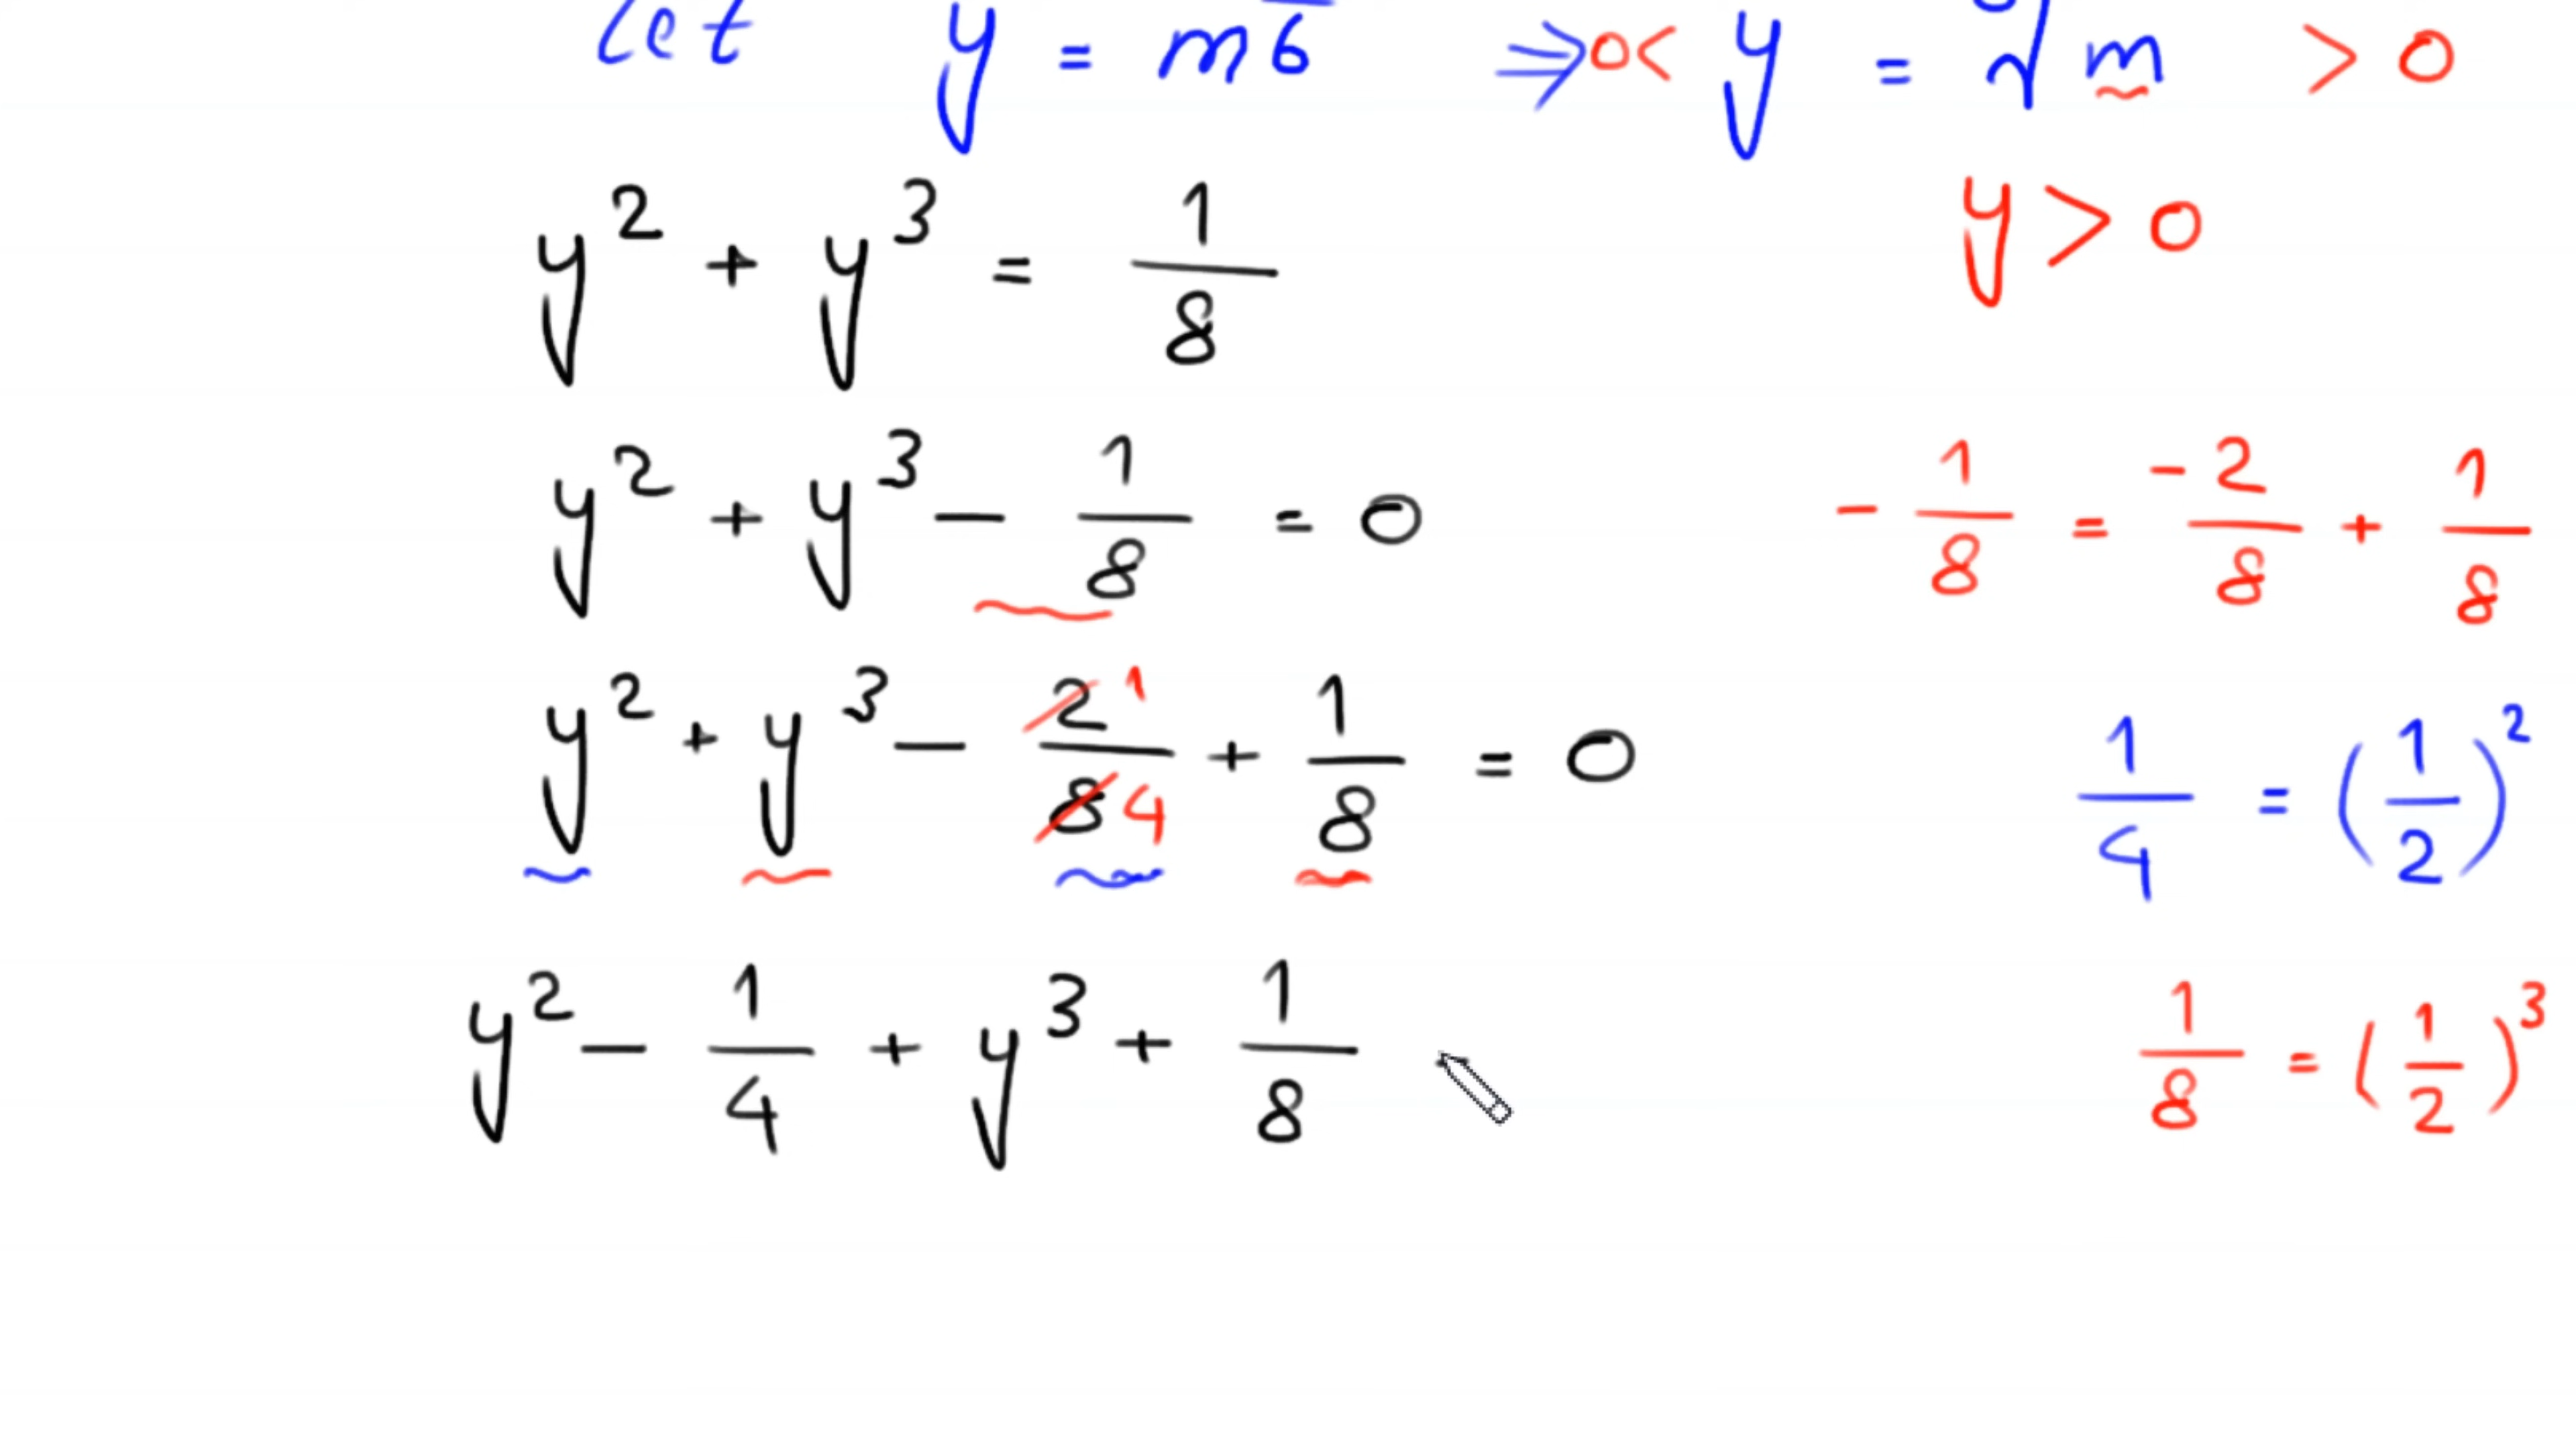 let y = m^{1/6} ⇒ 0 < y = √m > 0
y² + y³ = 1/8
y > 0
y² + y³ − 1/8 = 0
− 1/8 = −2/8 + 1/8
y² + y³ − 2/8 1/4 + 1/8 = 0
1/4 = (1/2)²
y² − 1/4 + y³ + 1/8
1/8 = (1/2)³